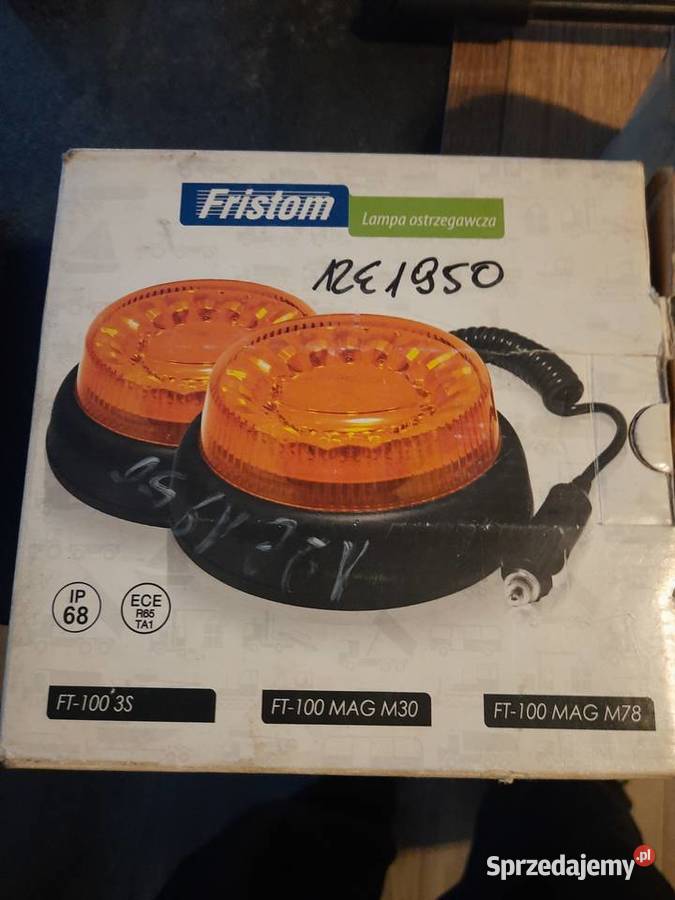 Fristom
Lampa ostrzegawcza
RE1950
IP
68
ECE
R65
TA1
FT-100 3S
FT-100 MAG M30
FT-100 MAG M78
Sprzedajemy.pl